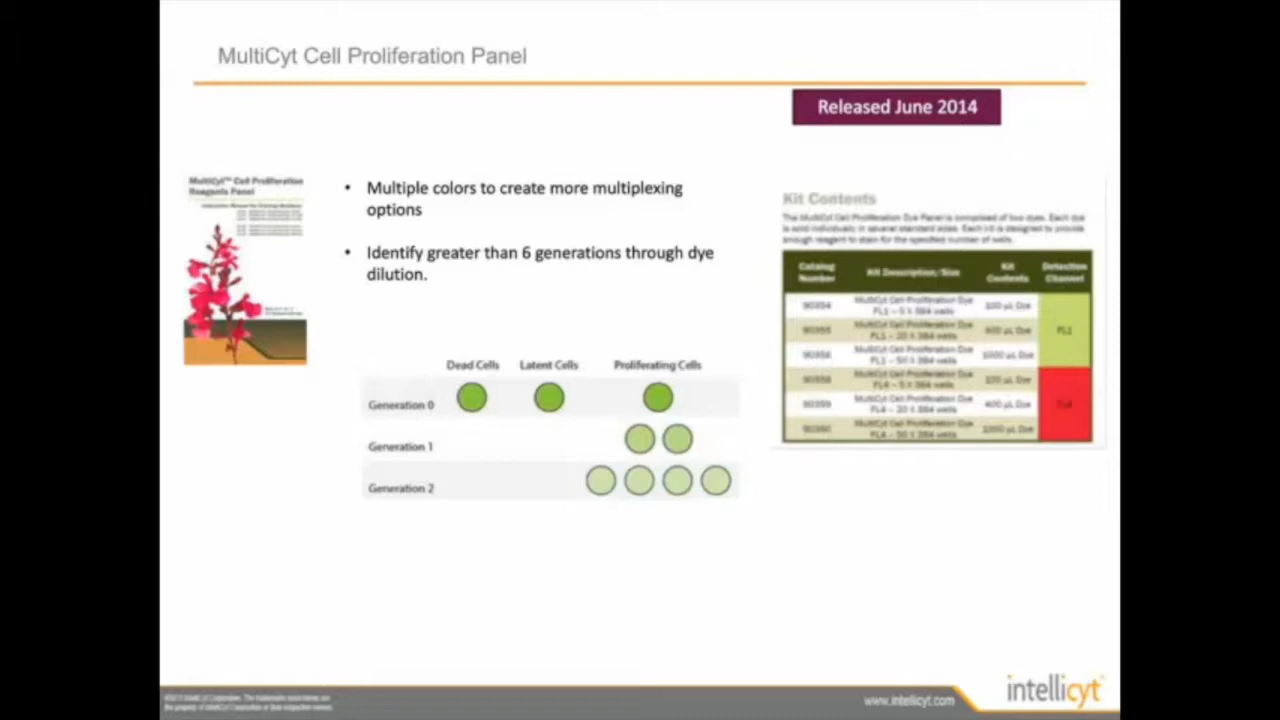 MultiCyt Cell Proliferation Panel
Released June 2014
MultiCyt™ Cell Proliferation
Reagents Panel
• Multiple colors to create more multiplexing
options
• Identify greater than 6 generations through dye
dilution.
Kit Contents
The MultiCyt Cell Proliferation Dye Panel is comprised of two dyes. Each dye
is sold individually in several standard sizes. Each kit is designed to provide
enough reagent to stain for the specified number of wells.
Catalog Number Kit Description/Size Kit Contents Detection Channel
90354 MultiCyt Cell Proliferation Dye FL1 – 5 X 384 wells 100 µL Dye FL1
MultiCyt Cell Proliferation Dye FL1 – 20 X 384 wells 400 µL Dye
MultiCyt Cell Proliferation Dye FL1 – 50 X 384 wells 1000 µL Dye
MultiCyt Cell Proliferation Dye FL4 – 5 X 384 wells 100 µL Dye FL4
MultiCyt Cell Proliferation Dye FL4 – 20 X 384 wells 400 µL Dye
MultiCyt Cell Proliferation Dye FL4 – 50 X 384 wells 1000 µL Dye
Dead Cells Latent Cells Proliferating Cells
Generation 0
Generation 1
Generation 2
www.intellicyt.com
intellicyt